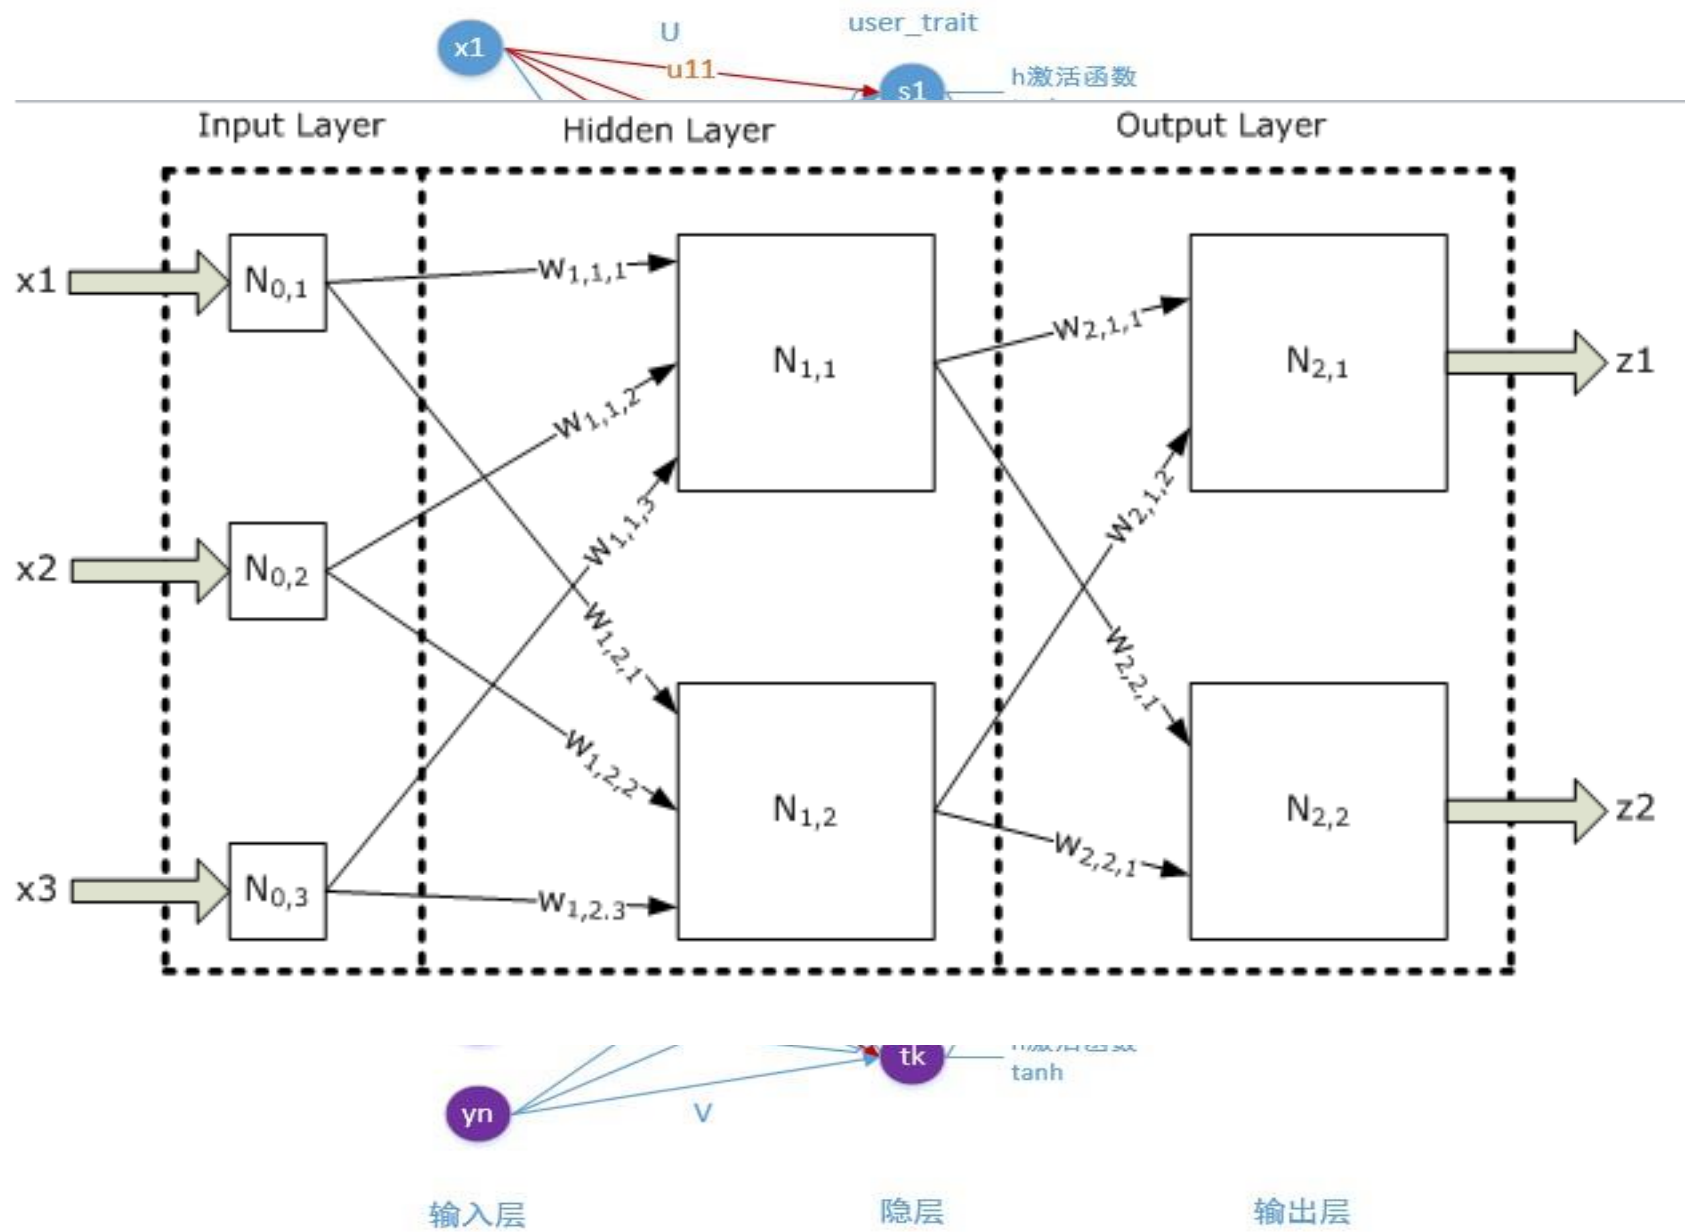 x1
U
user_trait
u11
s1
h激活函数
Input Layer
Hidden Layer
Output Layer
x1
N0,1
w1,1,1
N1,1
w2,1,1
N2,1
z1
w1,1,2
w1,1,3
w2,1,2
x2
N0,2
w1,2,1
w2,2,1
w1,2,2
N1,2
N2,2
z2
x3
N0,3
w1,2.3
w2,2,1
tk
tanh
yn
V
输入层
隐层
输出层